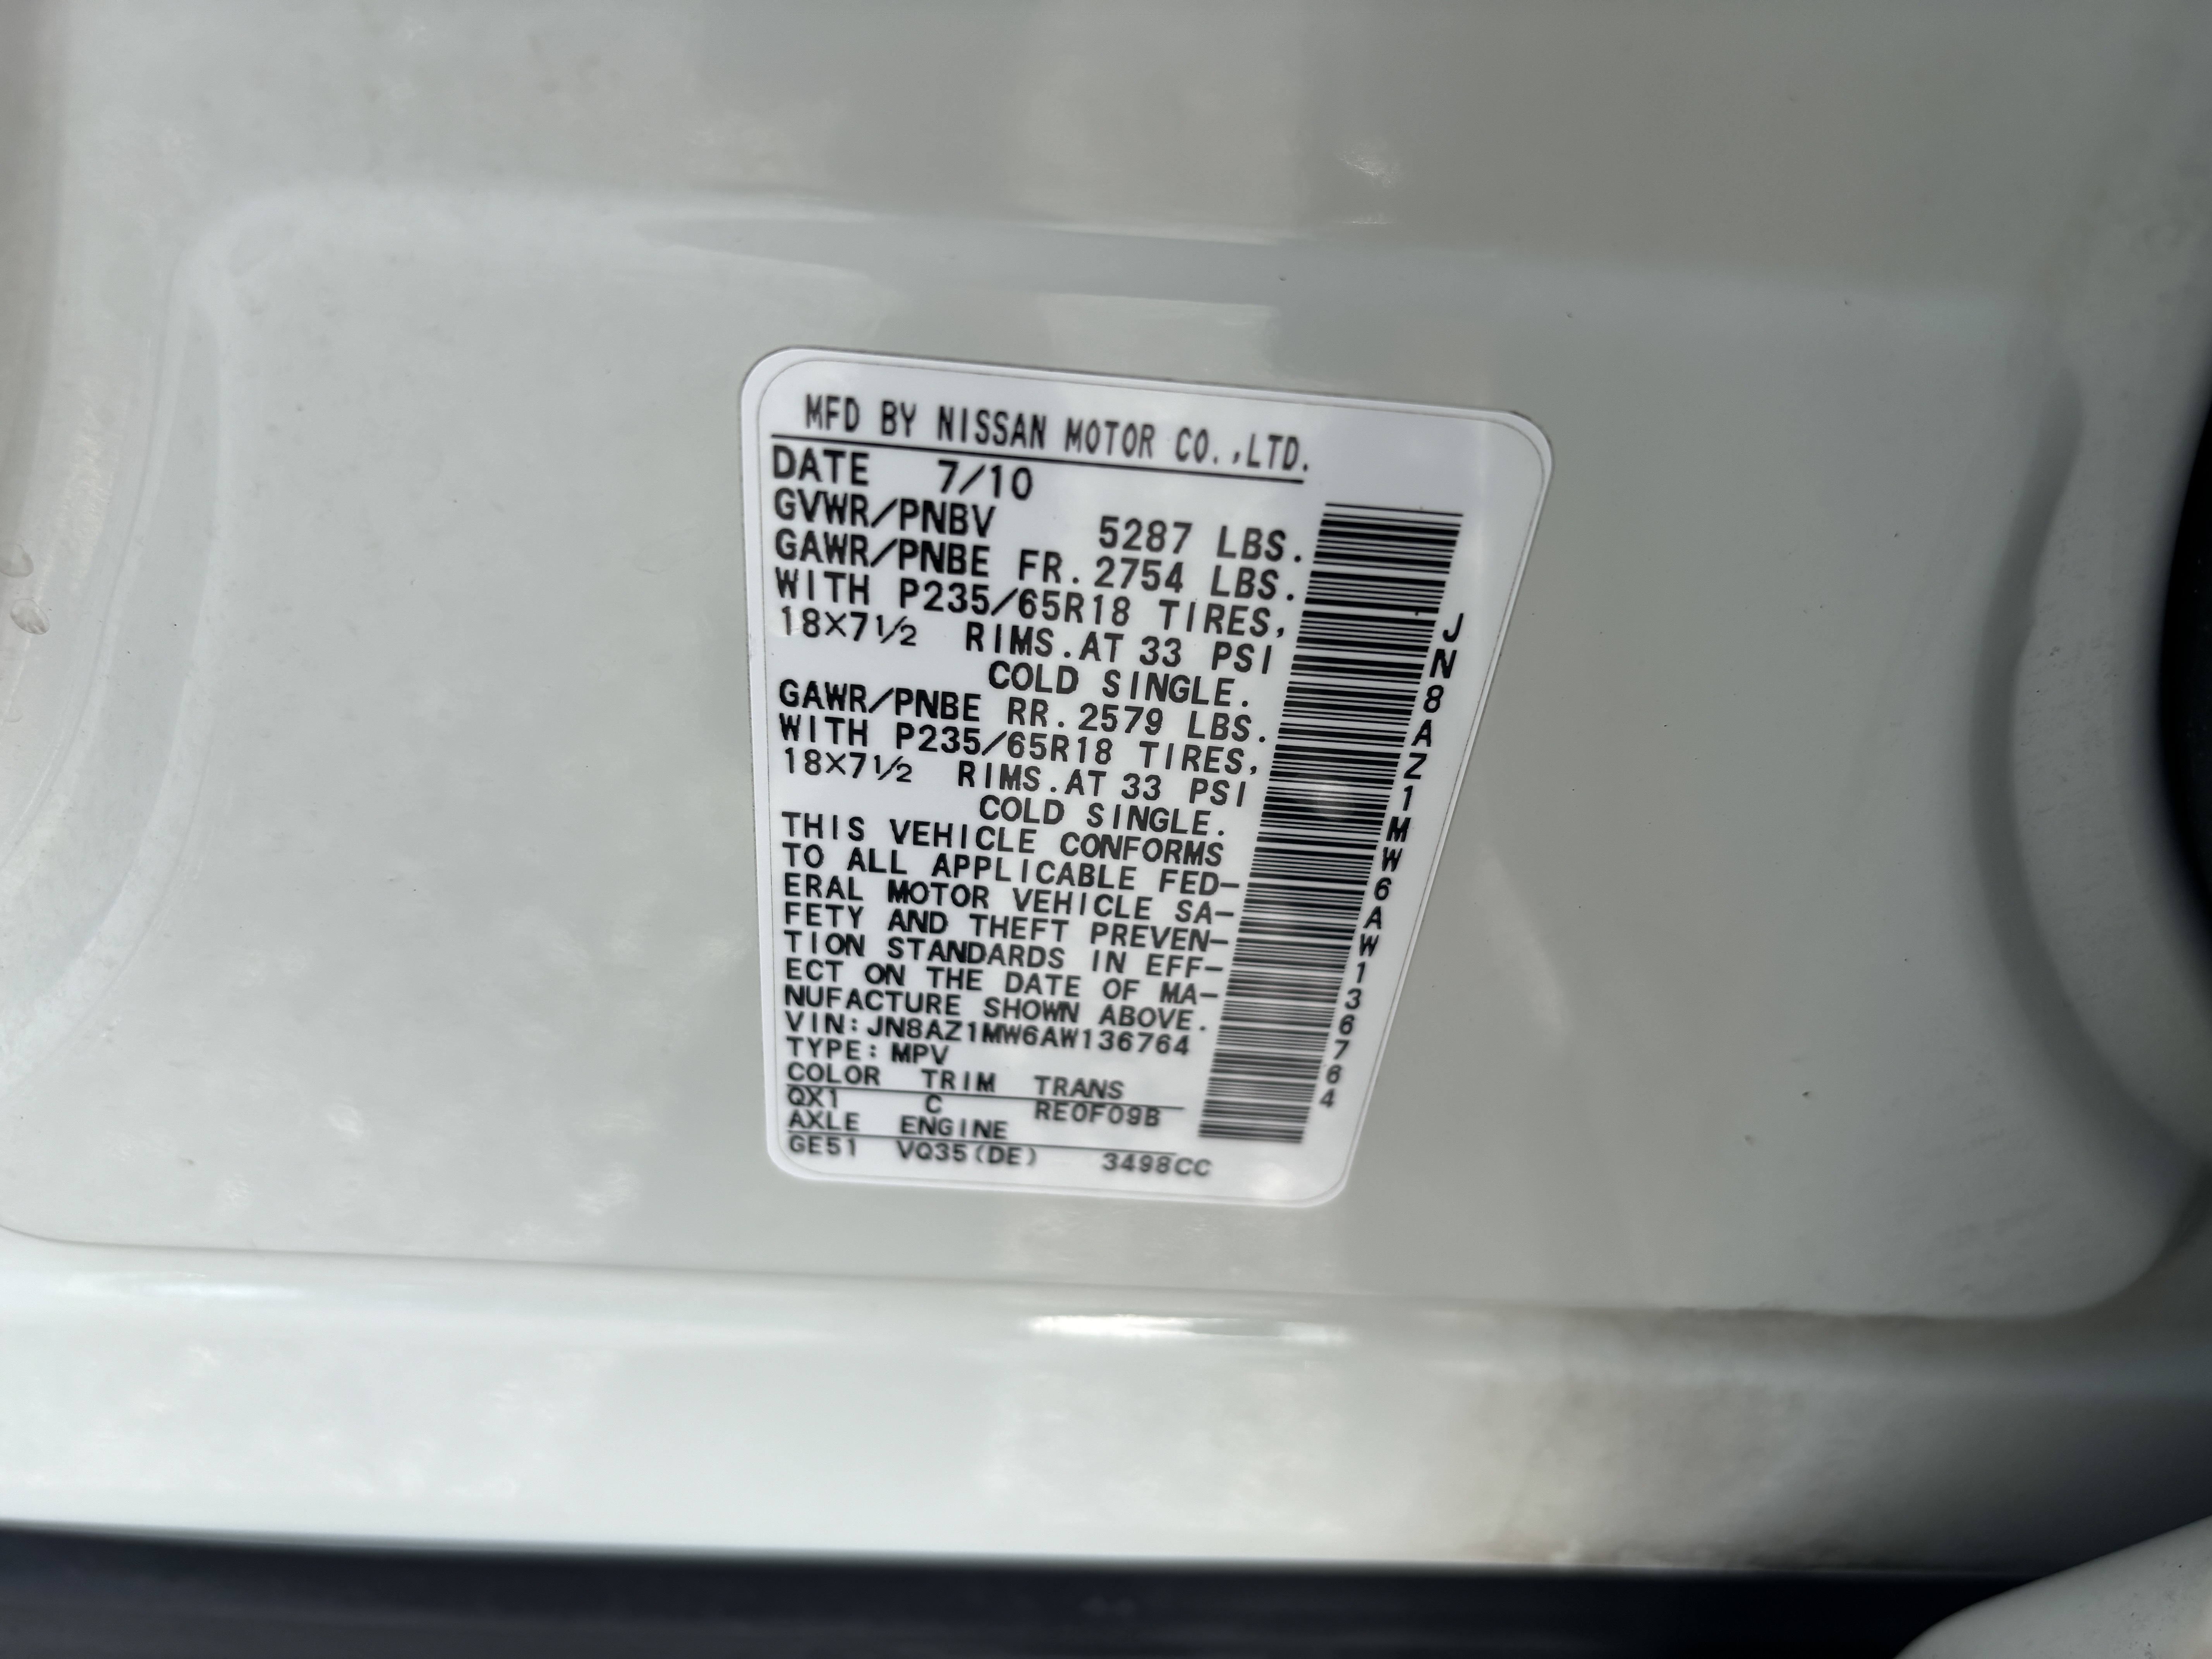 MFD BY NISSAN MOTOR CO.,LTD.
DATE 7/10
GVWR/PNBV 5287 LBS.
GAWR/PNBE FR.2754 LBS.
WITH P235/65R18 TIRES,
18×7½ RIMS.AT 33 PSI
COLD SINGLE.
GAWR/PNBE RR.2579 LBS.
WITH P235/65R18 TIRES,
18×7½ RIMS.AT 33 PSI
COLD SINGLE.
THIS VEHICLE CONFORMS
TO ALL APPLICABLE FED-
ERAL MOTOR VEHICLE SA-
FETY AND THEFT PREVEN-
TION STANDARDS IN EFF-
ECT ON THE DATE OF MA-
NUFACTURE SHOWN ABOVE.
VIN:JN8AZ1MW6AW136764
TYPE:MPV
COLOR TRIM TRANS
QX1 C RE0F09B
AXLE ENGINE
GE51 VQ35(DE) 3498CC
JN8AZ1MW6AW136764